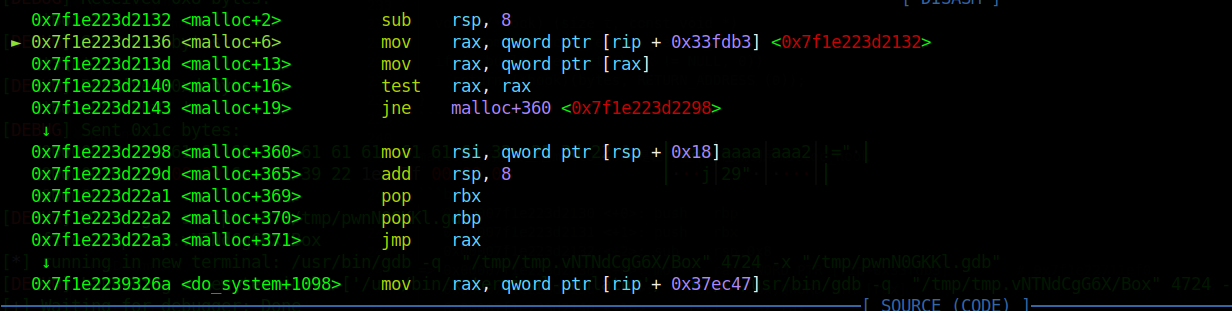 [ DISASM ]
0x7f1e223d2132 <malloc+2> sub rsp, 8
► 0x7f1e223d2136 <malloc+6> mov rax, qword ptr [rip + 0x33fdb3] <0x7f1e223d2132>
0x7f1e223d213d <malloc+13> mov rax, qword ptr [rax]
0x7f1e223d2140 <malloc+16> test rax, rax
0x7f1e223d2143 <malloc+19> jne malloc+360 <0x7f1e223d2298>
↓
0x7f1e223d2298 <malloc+360> mov rsi, qword ptr [rsp + 0x18]
0x7f1e223d229d <malloc+365> add rsp, 8
0x7f1e223d22a1 <malloc+369> pop rbx
0x7f1e223d22a2 <malloc+370> pop rbp
0x7f1e223d22a3 <malloc+371> jmp rax
↓
0x7f1e2239326a <do_system+1098> mov rax, qword ptr [rip + 0x37ec47]
[ SOURCE (CODE) ]